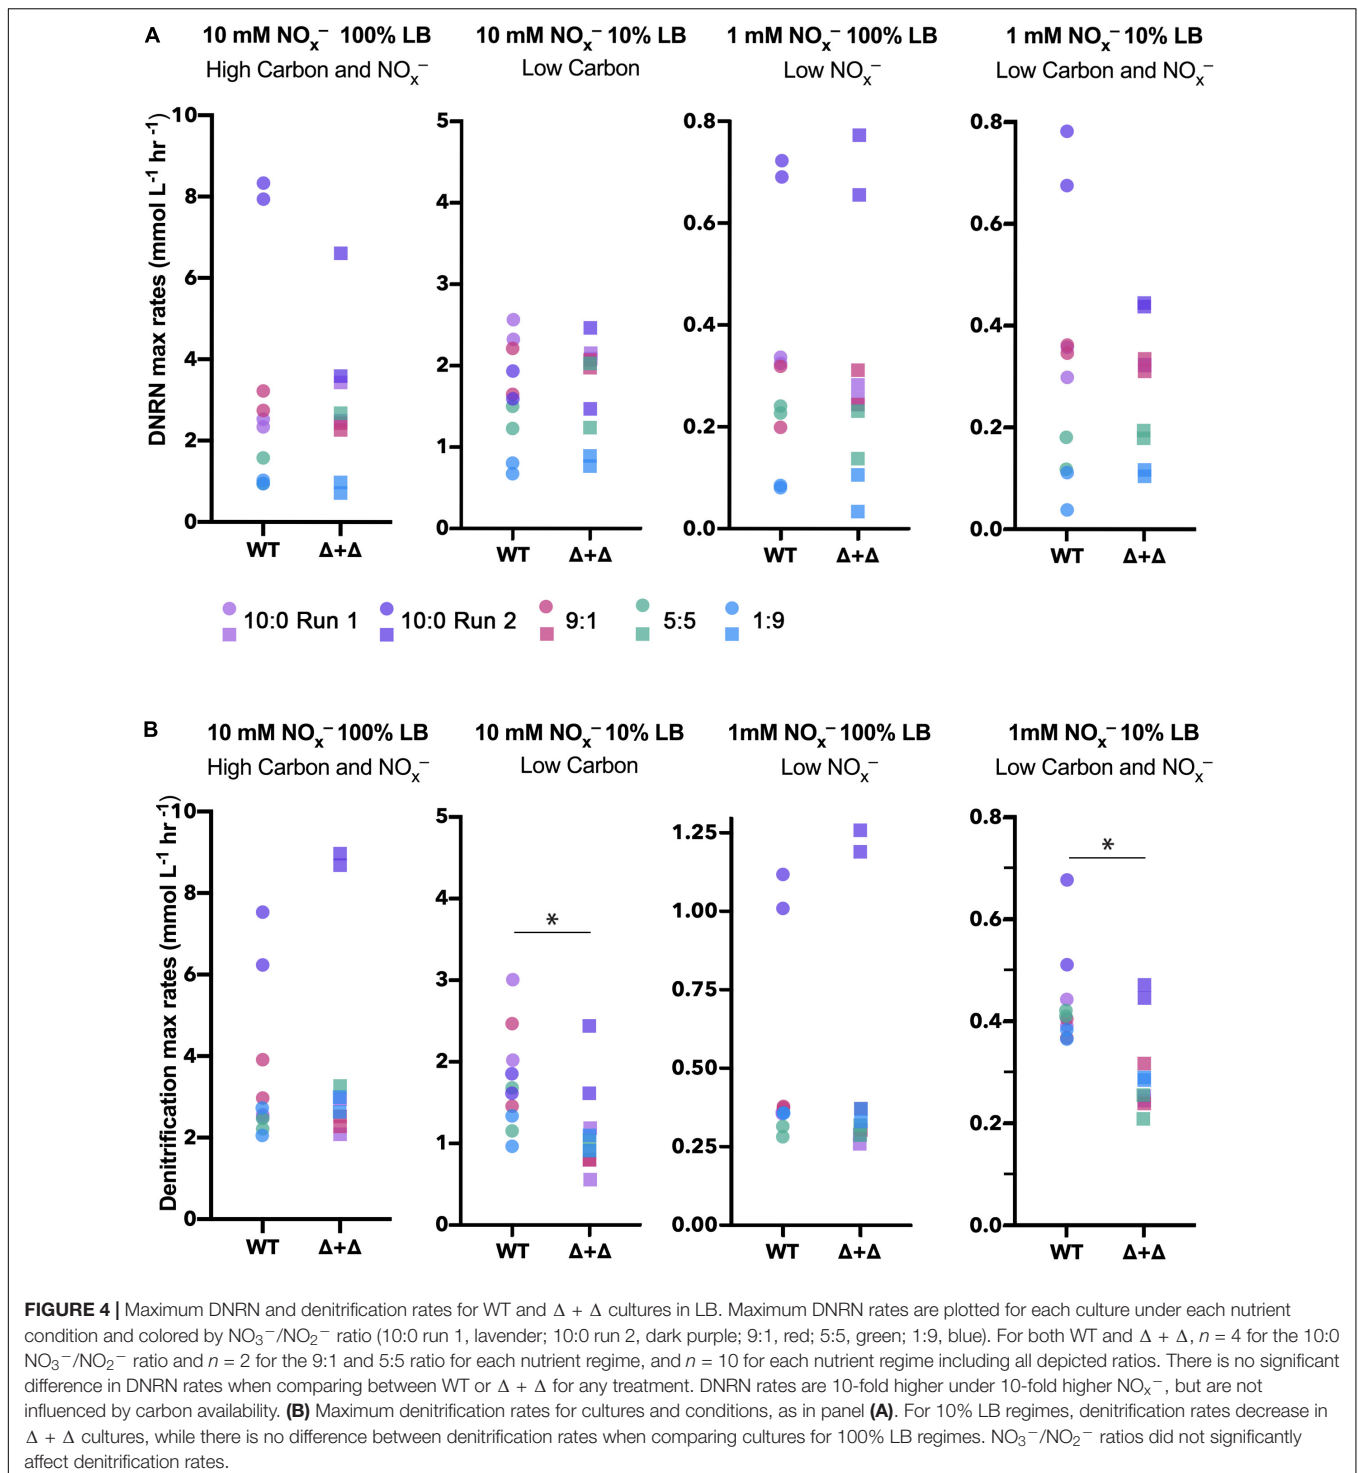 A
10 mM NOx− 100% LB
High Carbon and NOx−
10 mM NOx− 10% LB
Low Carbon
1 mM NOx− 100% LB
Low NOx−
1 mM NOx− 10% LB
Low Carbon and NOx−
DNRN max rates (mmol L-1 hr -1)
10
8
6
4
2
0
WT Δ+Δ
5
4
3
2
1
0
WT Δ+Δ
0.8
0.6
0.4
0.2
0.0
WT Δ+Δ
0.8
0.6
0.4
0.2
0.0
WT Δ+Δ
10:0 Run 1 10:0 Run 2 9:1 5:5 1:9
B
10 mM NOx− 100% LB
High Carbon and NOx−
10 mM NOx− 10% LB
Low Carbon
1mM NOx− 100% LB
Low NOx−
1mM NOx− 10% LB
Low Carbon and NOx−
Denitrification max rates (mmol L-1 hr -1)
10
8
6
4
2
0
WT Δ+Δ
5
4
3
2
1
0
*
WT Δ+Δ
1.25
1.00
0.75
0.50
0.25
0.00
WT Δ+Δ
0.8
0.6
0.4
0.2
0.0
*
WT Δ+Δ
FIGURE 4 | Maximum DNRN and denitrification rates for WT and Δ + Δ cultures in LB. Maximum DNRN rates are plotted for each culture under each nutrient
condition and colored by NO3−/NO2− ratio (10:0 run 1, lavender; 10:0 run 2, dark purple; 9:1, red; 5:5, green; 1:9, blue). For both WT and Δ + Δ, n = 4 for the 10:0
NO3−/NO2− ratio and n = 2 for the 9:1 and 5:5 ratio for each nutrient regime, and n = 10 for each nutrient regime including all depicted ratios. There is no significant
difference in DNRN rates when comparing between WT or Δ + Δ for any treatment. DNRN rates are 10-fold higher under 10-fold higher NOx−, but are not
influenced by carbon availability. (B) Maximum denitrification rates for cultures and conditions, as in panel (A). For 10% LB regimes, denitrification rates decrease in
Δ + Δ cultures, while there is no difference between denitrification rates when comparing cultures for 100% LB regimes. NO3−/NO2− ratios did not significantly
affect denitrification rates.